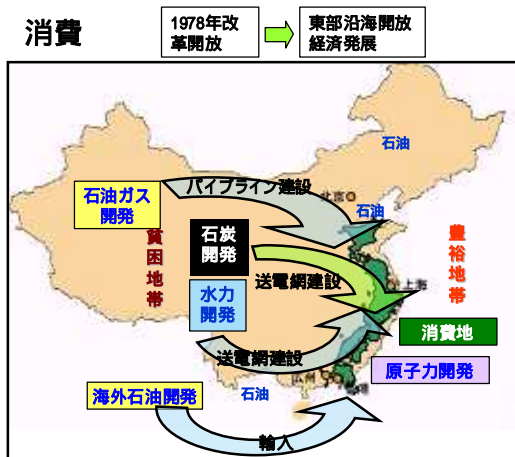 消費
1978年改
革開放
東部沿海開放
経済発展
石油
パイプライン建設
北京
石油ガス
開発
石油
石炭
開発
貧困地帯
豊裕地帯
送電網建設
上海
水力
開発
消費地
送電網建設
原子力開発
広州
石油
海外石油開発
輸入